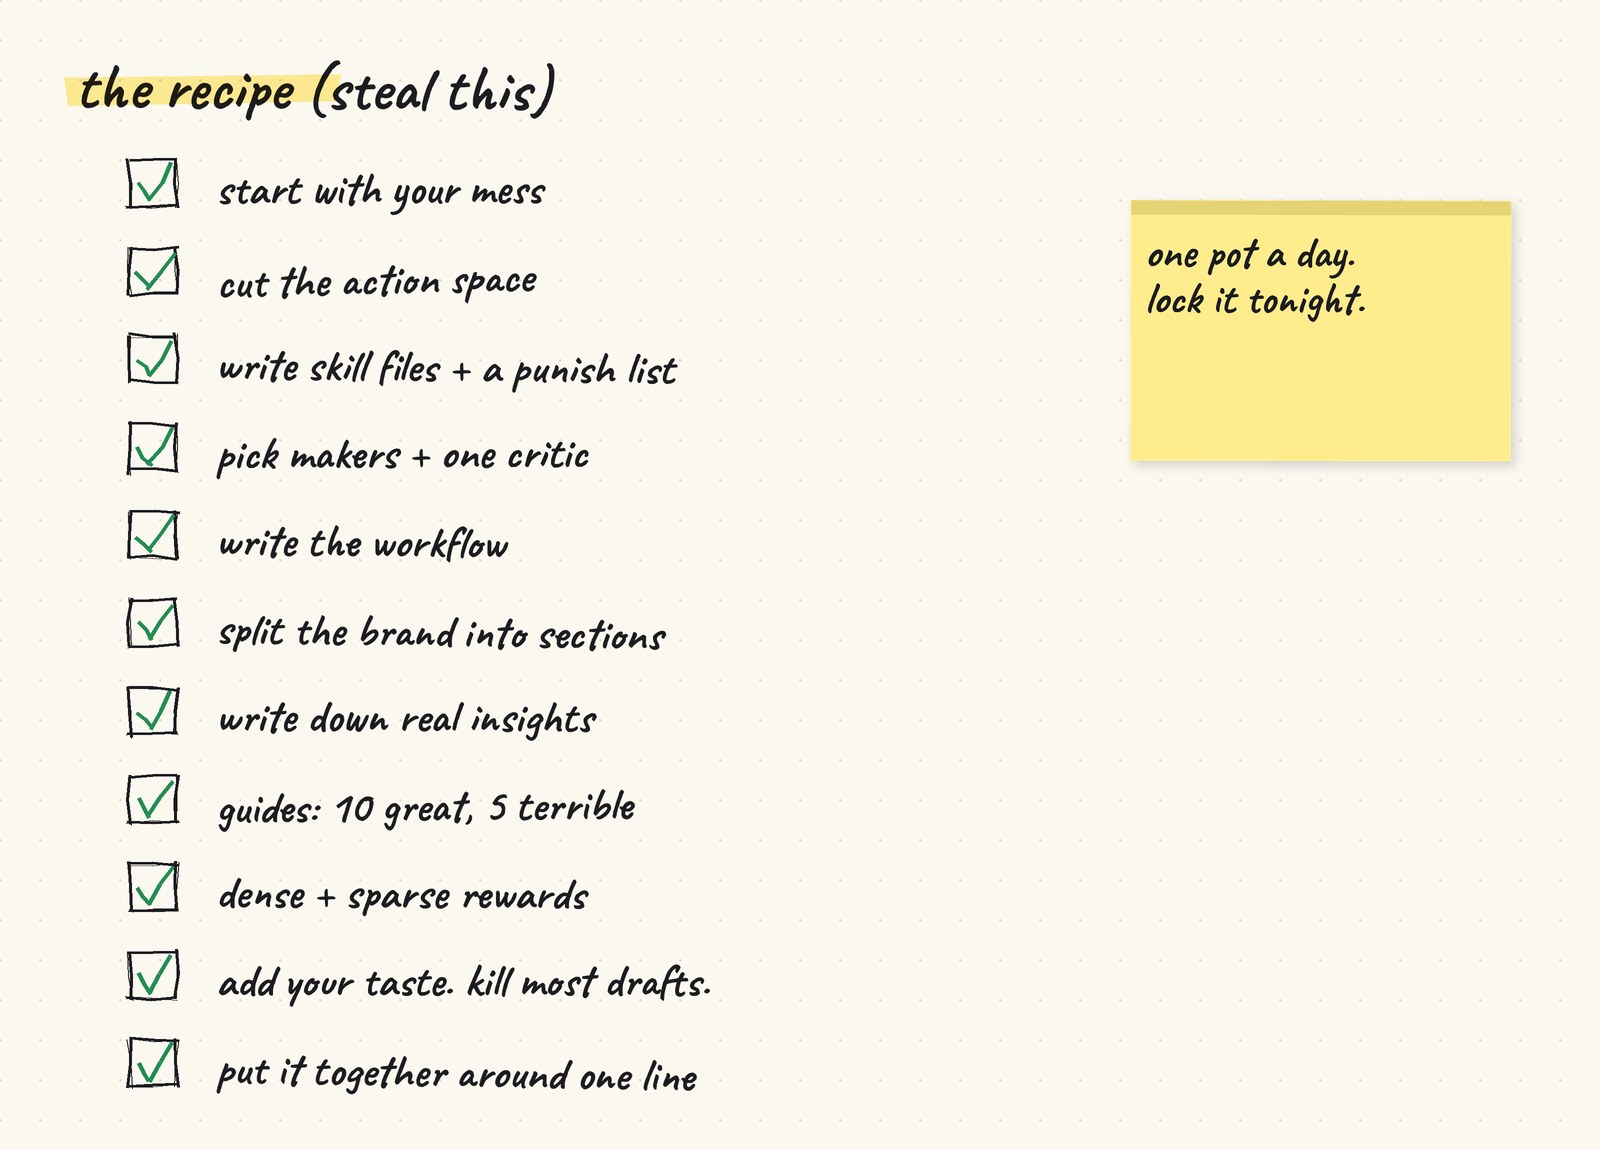 the recipe (steal this)
start with your mess
cut the action space
write skill files + a punish list
pick makers + one critic
write the workflow
split the brand into sections
write down real insights
guides: 10 great, 5 terrible
dense + sparse rewards
add your taste. kill most drafts.
put it together around one line
one pot a day.
lock it tonight.